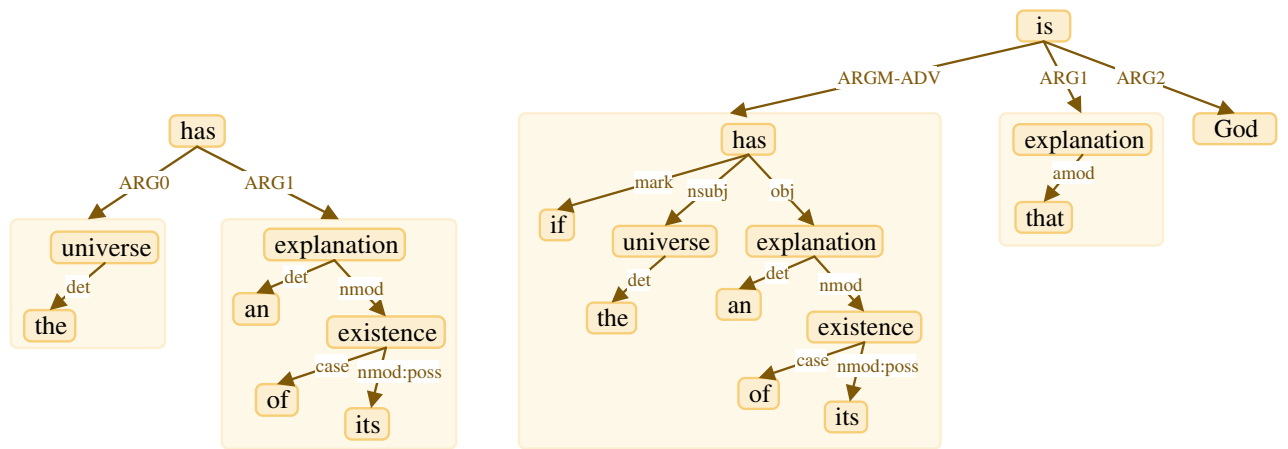 is
ARGM-ADV ARG1 ARG2
has
ARG0 ARG1
universe
det
the
explanation
det nmod
an
existence
case nmod:poss
of
its
has
mark nsubj obj
if
universe
det
the
explanation
det nmod
an
existence
case nmod:poss
of
its
explanation
amod
that
God